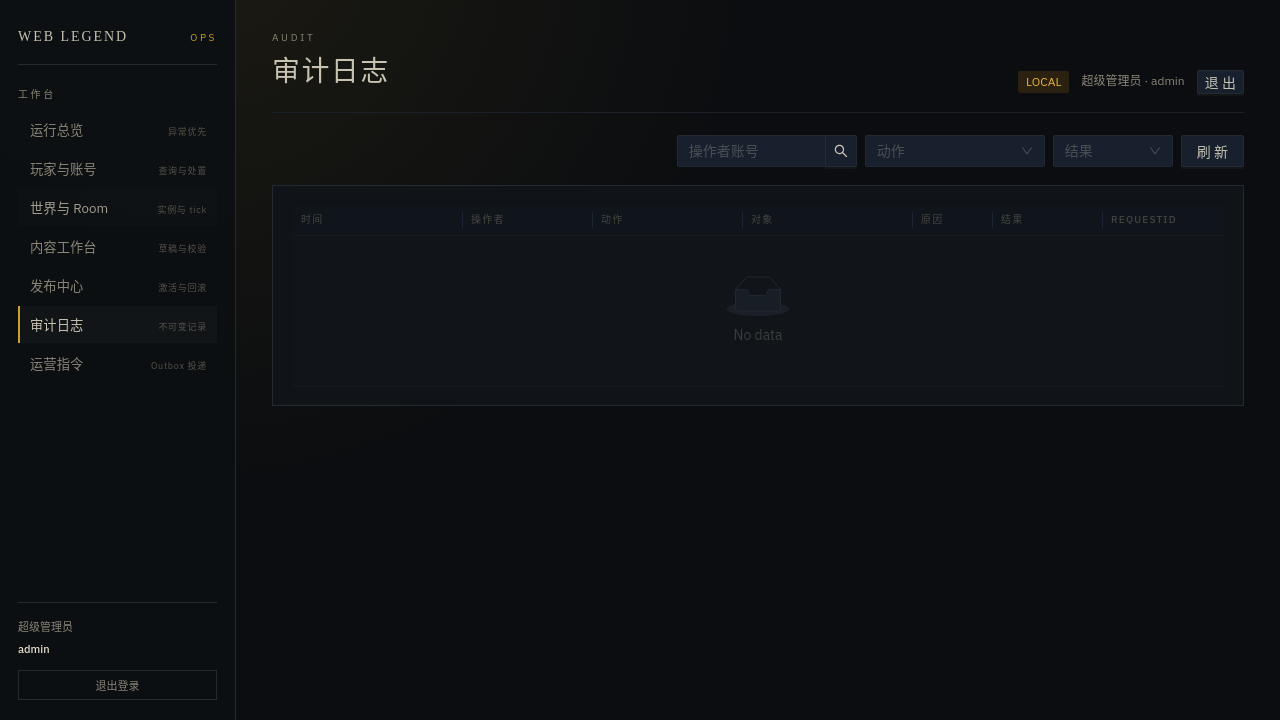 WEB LEGEND OPS
工作台
运行总览 异常优先
玩家与账号 查询与处置
世界与 Room 实例与 tick
内容工作台 草稿与校验
发布中心 激活与回滚
审计日志 不可变记录
运营指令 Outbox 投递
超级管理员
admin
退出登录
AUDIT
审计日志
LOCAL 超级管理员 · admin 退 出
操作者账号 动作 结果 刷 新
时间 操作者 动作 对象 原因 结果 REQUESTID
No data